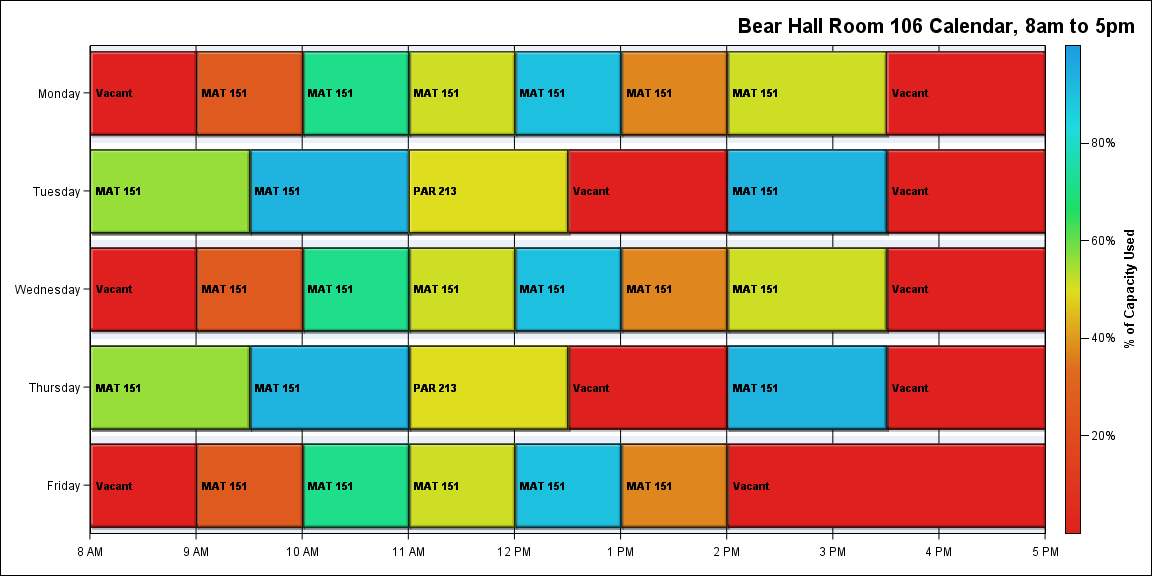 Bear Hall Room 106 Calendar, 8am to 5pm
Monday
Vacant
MAT 151
MAT 151
MAT 151
MAT 151
MAT 151
MAT 151
Vacant
Tuesday
MAT 151
MAT 151
PAR 213
Vacant
MAT 151
Vacant
Wednesday
Vacant
MAT 151
MAT 151
MAT 151
MAT 151
MAT 151
MAT 151
Vacant
Thursday
MAT 151
MAT 151
PAR 213
Vacant
MAT 151
Vacant
Friday
Vacant
MAT 151
MAT 151
MAT 151
MAT 151
MAT 151
Vacant
8 AM
9 AM
10 AM
11 AM
12 PM
1 PM
2 PM
3 PM
4 PM
5 PM
80%
60%
40%
20%
% of Capacity Used